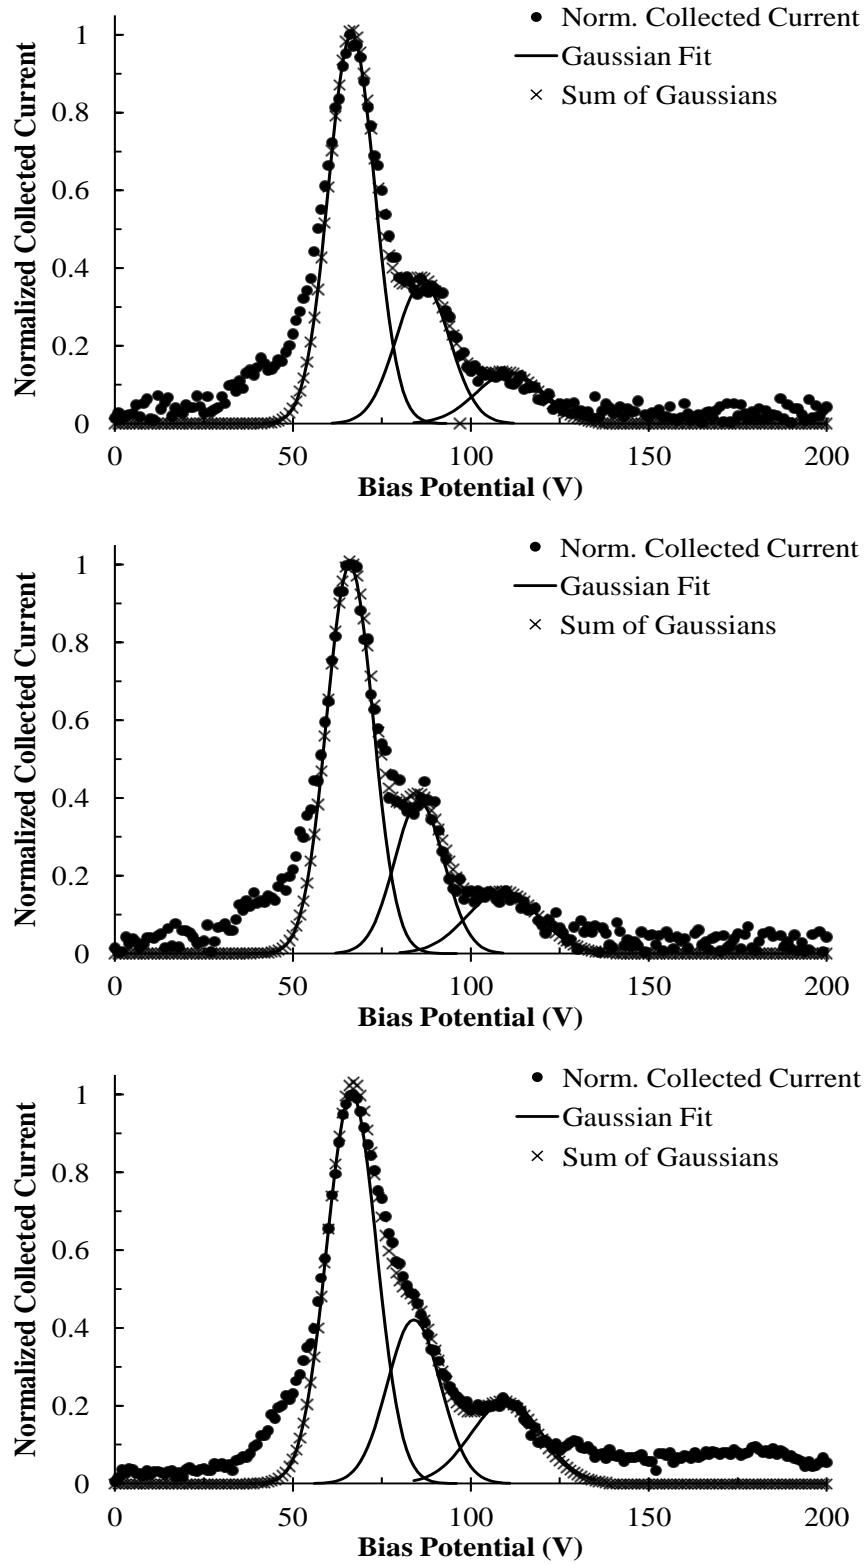 Norm. Collected Current
Gaussian Fit
Sum of Gaussians
Normalized Collected Current
1
0.8
0.6
0.4
0.2
0
0 50 100 150 200
Bias Potential (V)
Norm. Collected Current
Gaussian Fit
Sum of Gaussians
Normalized Collected Current
1
0.8
0.6
0.4
0.2
0
0 50 100 150 200
Bias Potential (V)
Norm. Collected Current
Gaussian Fit
Sum of Gaussians
Normalized Collected Current
1
0.8
0.6
0.4
0.2
0
0 50 100 150 200
Bias Potential (V)